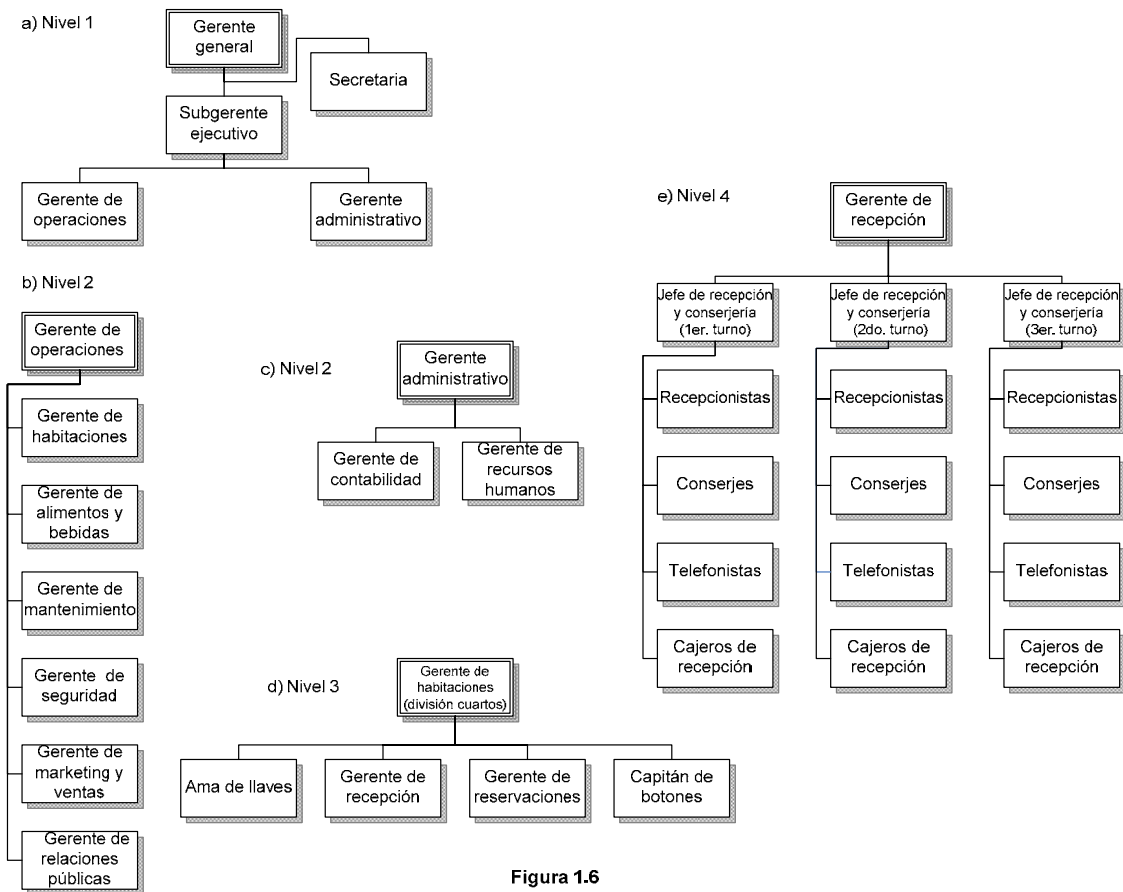 a) Nivel 1
Gerente
general
Secretaria
Subgerente
ejecutivo
Gerente de
operaciones
Gerente
administrativo
b) Nivel 2
Gerente de
operaciones
Gerente de
habitaciones
Gerente de
alimentos y
bebidas
Gerente de
mantenimiento
Gerente de
seguridad
Gerente de
marketing y
ventas
Gerente de
relaciones
públicas
c) Nivel 2
Gerente
administrativo
Gerente de
contabilidad
Gerente de
recursos
humanos
d) Nivel 3
Gerente de
habitaciones
(división cuartos)
Ama de llaves
Gerente de
recepción
Gerente de
reservaciones
Capitán de
botones
e) Nivel 4
Gerente de
recepción
Jefe de recepción
y conserjería
(1er. turno)
Recepcionistas
Conserjes
Telefonistas
Cajeros de
recepción
Jefe de recepción
y conserjería
(2do. turno)
Recepcionistas
Conserjes
Telefonistas
Cajeros de
recepción
Jefe de recepción
y conserjería
(3er. turno)
Recepcionistas
Conserjes
Telefonistas
Cajeros de
recepción
Figura 1.6